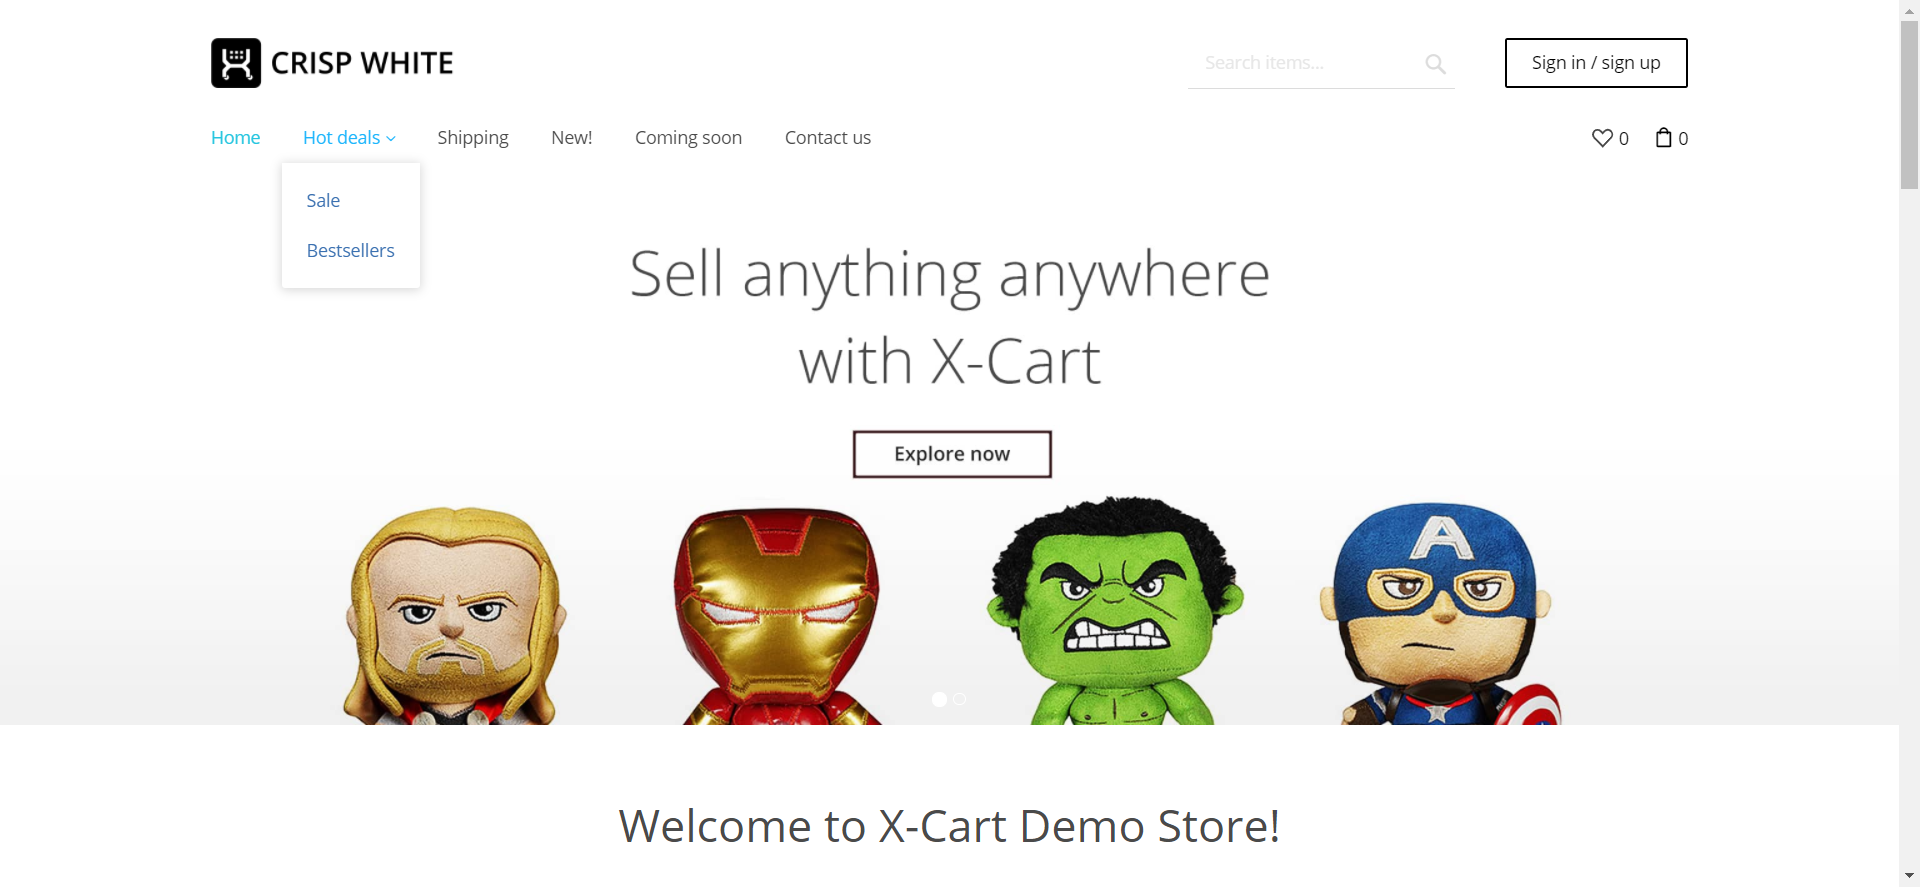 CRISP WHITE
Search items...
Sign in / sign up
Home
Hot deals
Shipping
New!
Coming soon
Contact us
0
0
Sale
Bestsellers
Sell anything anywhere
with X-Cart
Explore now
A
Welcome to X-Cart Demo Store!